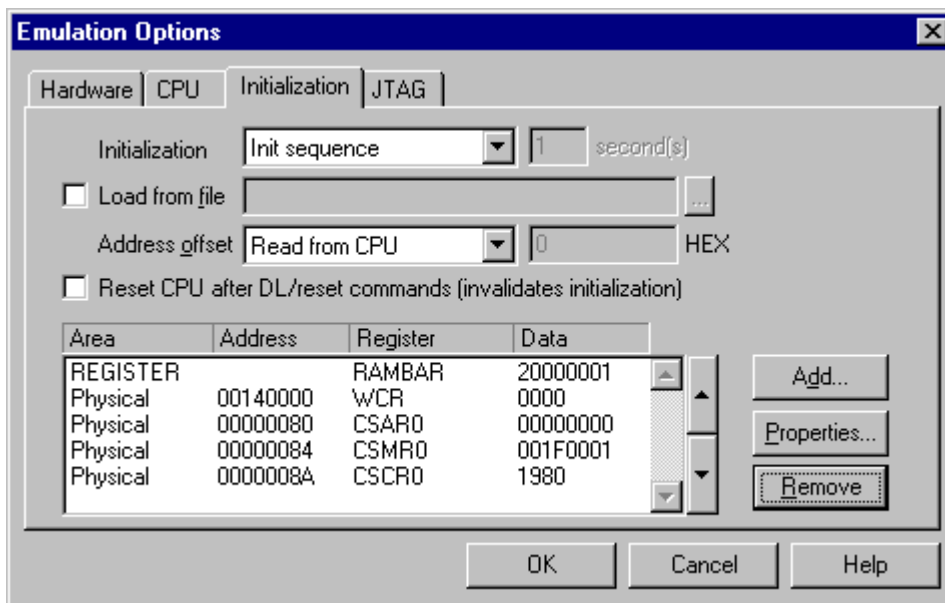 Emulation Options
Hardware CPU Initialization JTAG
Initialization Init sequence 1 second(s)
Load from file ...
Address offset Read from CPU 0 HEX
Reset CPU after DL/reset commands (invalidates initialization)
Area Address Register Data
REGISTER RAMBAR 20000001
Physical 00140000 WCR 0000
Physical 00000080 CSAR0 00000000
Physical 00000084 CSMR0 001F0001
Physical 0000008A CSCR0 1980
Add...
Properties...
Remove
OK Cancel Help